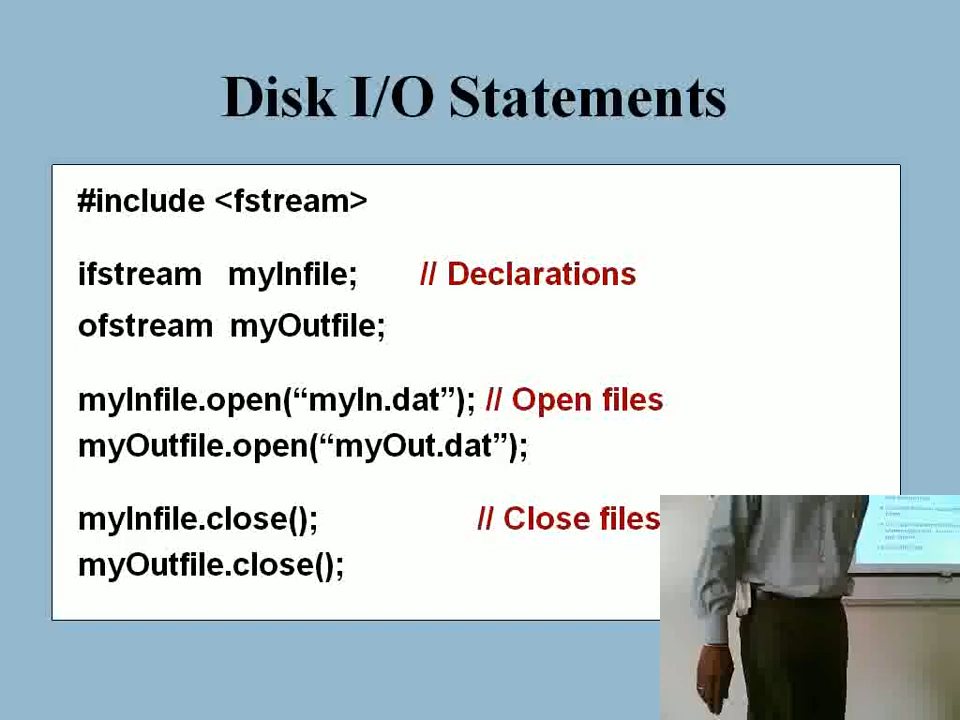 Disk I/O Statements
#include <fstream>
ifstream myInfile; // Declarations
ofstream myOutfile;
myInfile.open(“myIn.dat”); // Open files
myOutfile.open(“myOut.dat”);
myInfile.close(); // Close files
myOutfile.close();